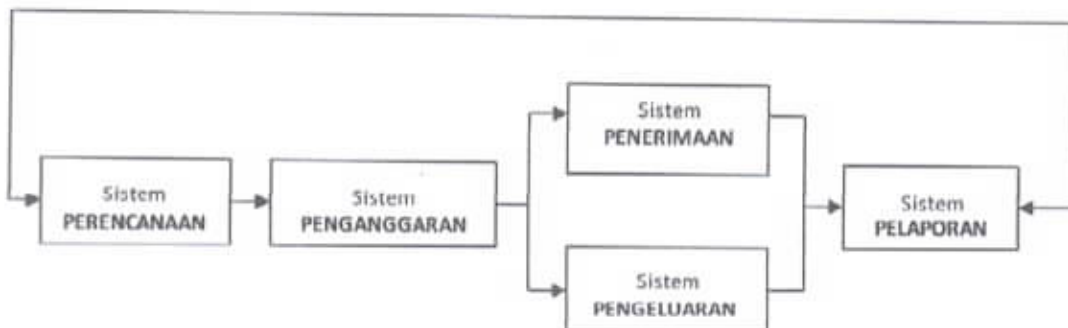 Sistem
PERENCANAAN
Sistem
PENGANGGARAN
Sistem
PENERIMAAN
Sistem
PENGELUARAN
Sistem
PELAPORAN